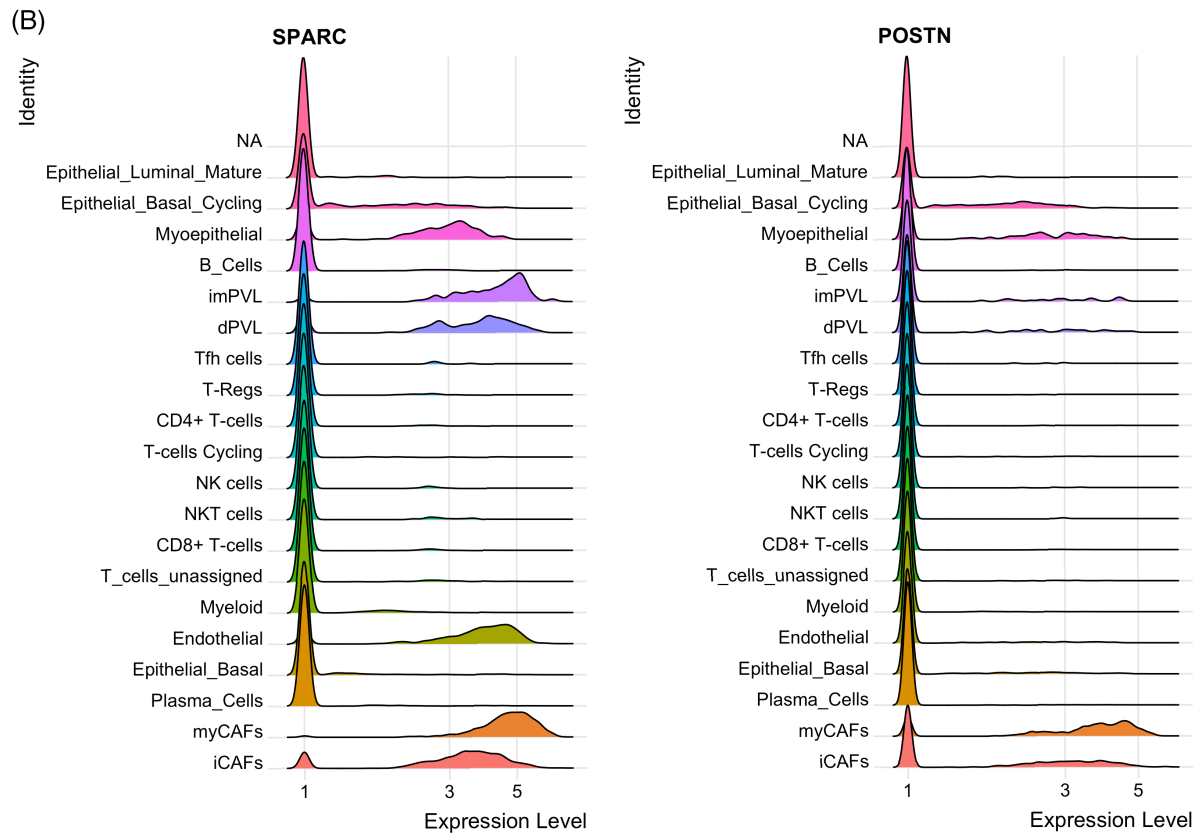 (B)
SPARC
Identity
NA
Epithelial_Luminal_Mature
Epithelial_Basal_Cycling
Myoepithelial
B_Cells
imPVL
dPVL
Tfh cells
T-Regs
CD4+ T-cells
T-cells Cycling
NK cells
NKT cells
CD8+ T-cells
T_cells_unassigned
Myeloid
Endothelial
Epithelial_Basal
Plasma_Cells
myCAFs
iCAFs
1 3 5
Expression Level
POSTN
Identity
NA
Epithelial_Luminal_Mature
Epithelial_Basal_Cycling
Myoepithelial
B_Cells
imPVL
dPVL
Tfh cells
T-Regs
CD4+ T-cells
T-cells Cycling
NK cells
NKT cells
CD8+ T-cells
T_cells_unassigned
Myeloid
Endothelial
Epithelial_Basal
Plasma_Cells
myCAFs
iCAFs
1 3 5
Expression Level